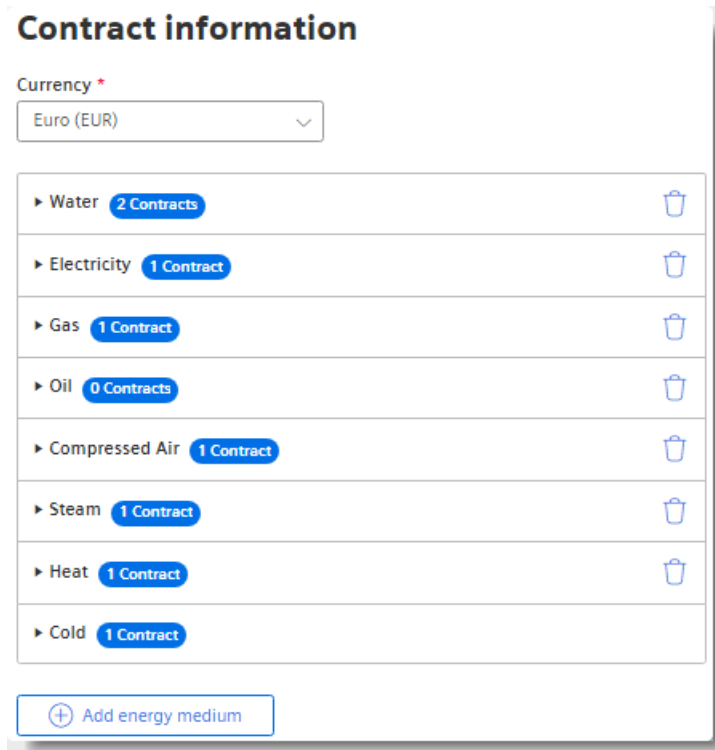 Contract information
Currency *
Euro (EUR)
Water 2 Contracts
Electricity 1 Contract
Gas 1 Contract
Oil 0 Contracts
Compressed Air 1 Contract
Steam 1 Contract
Heat 1 Contract
Cold 1 Contract
Add energy medium